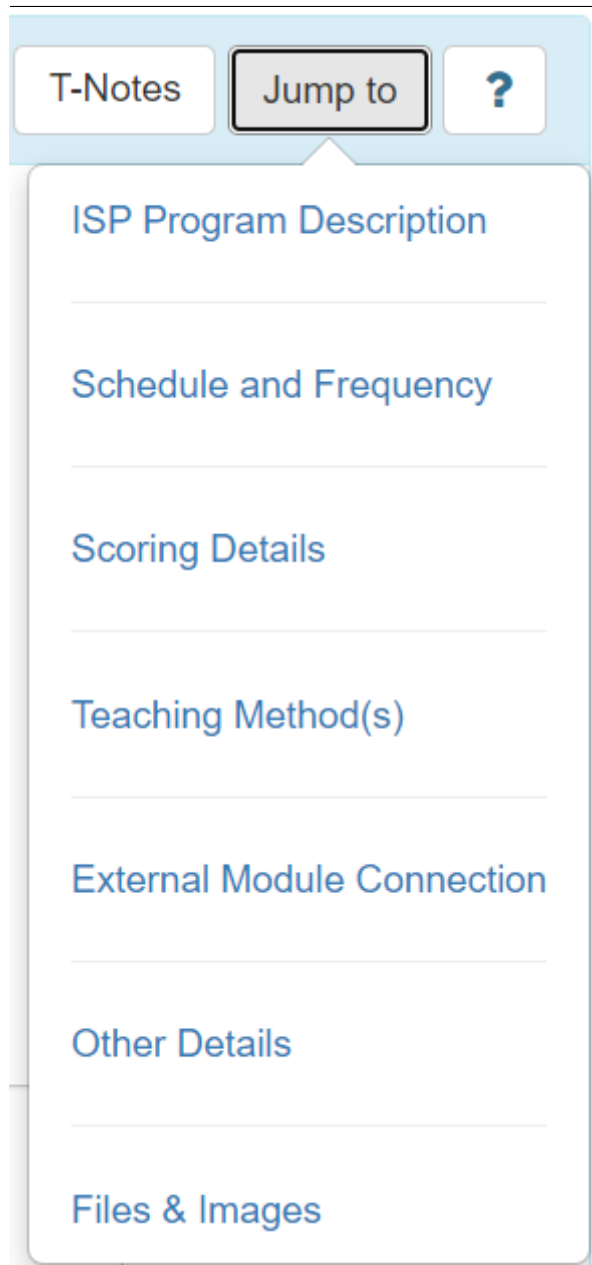 T-Notes Jump to ?
ISP Program Description
Schedule and Frequency
Scoring Details
Teaching Method(s)
External Module Connection
Other Details
Files & Images